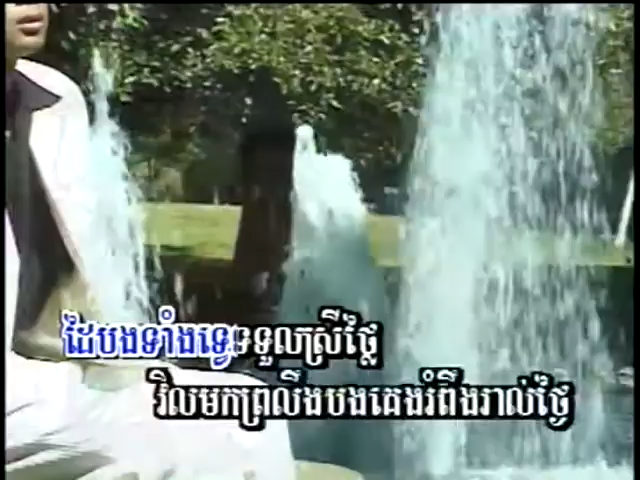 ដៃបងទាំងទ្វេទទួលស្រីថ្លៃ
វិលមកព្រលឹងបងគេងរំពឹងរាល់ថ្ងៃ